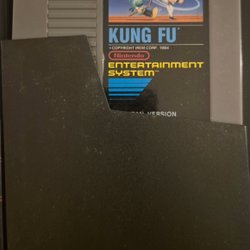 KUNG FU
© COPYRIGHT IREM CORP. 1984
Nintendo
ENTERTAINMENT
SYSTEM
VERSION